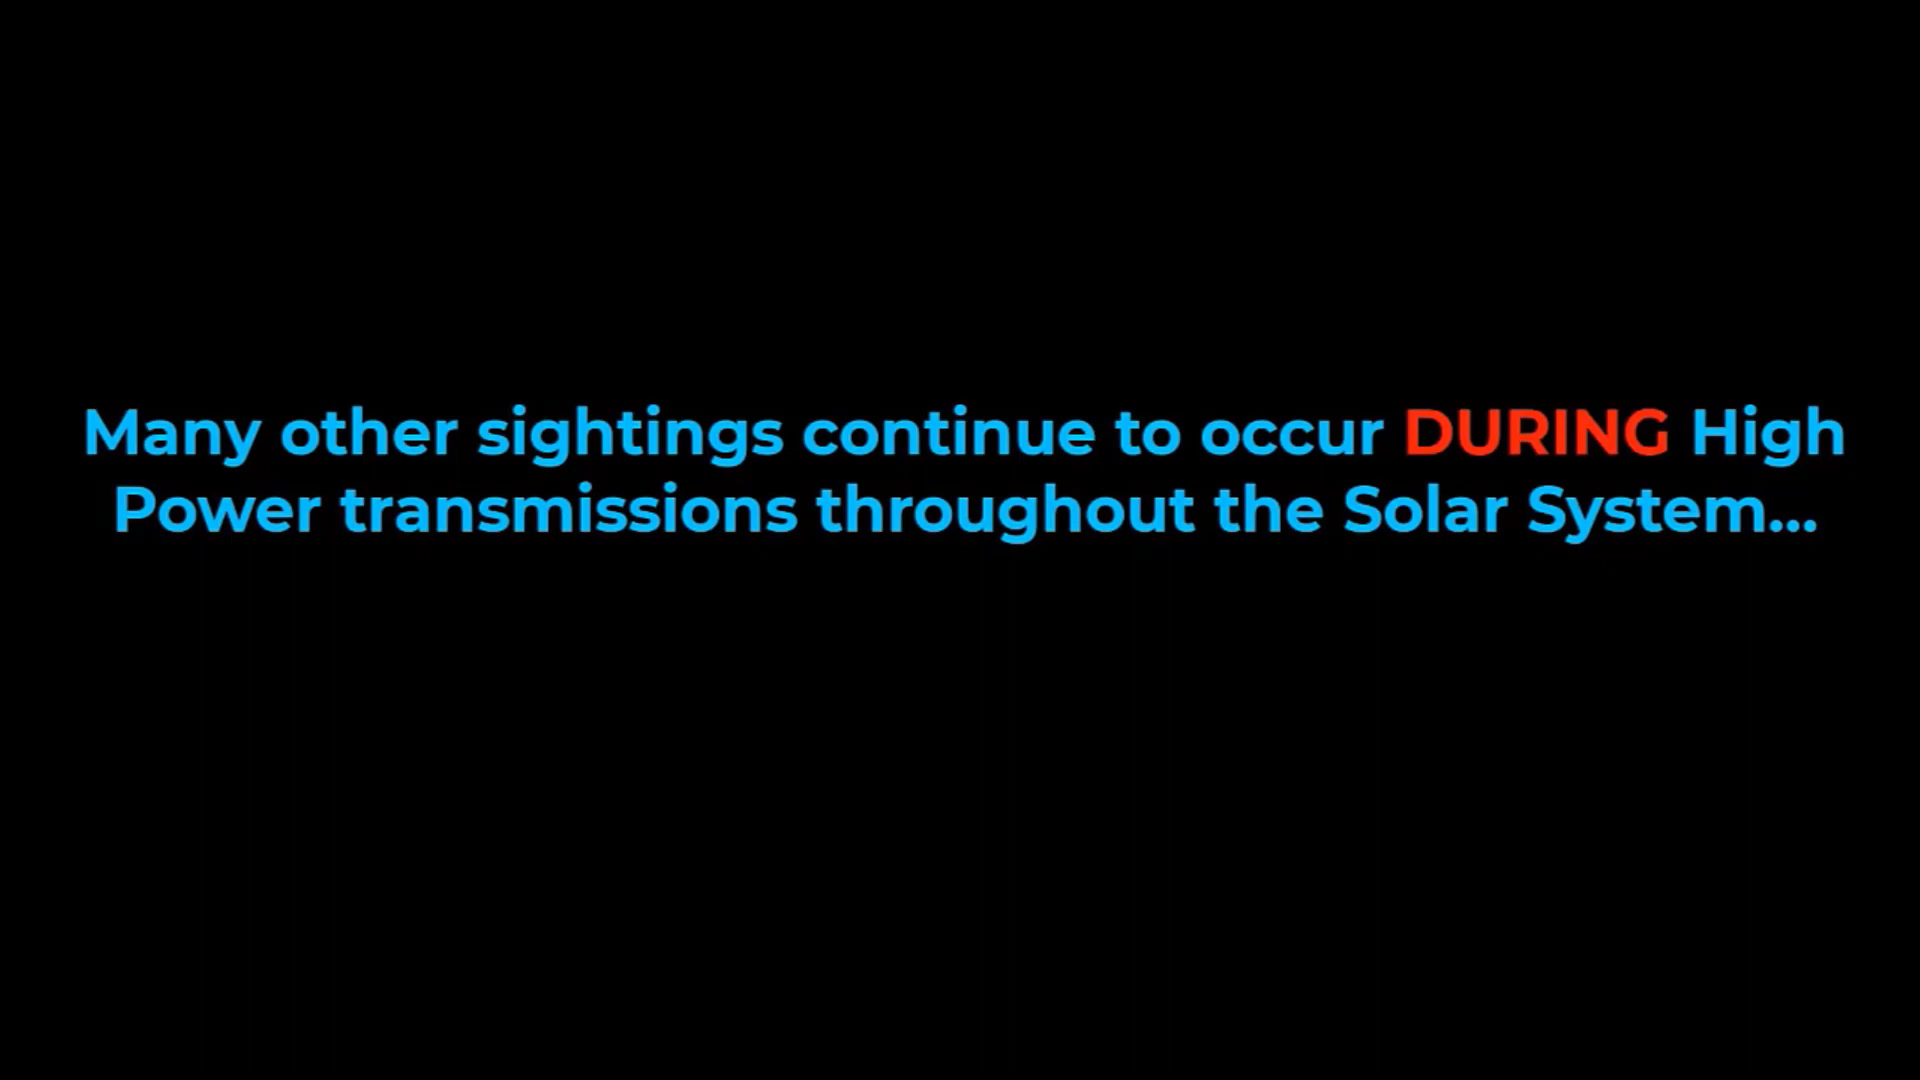 Many other sightings continue to occur DURING High
Power transmissions throughout the Solar System...